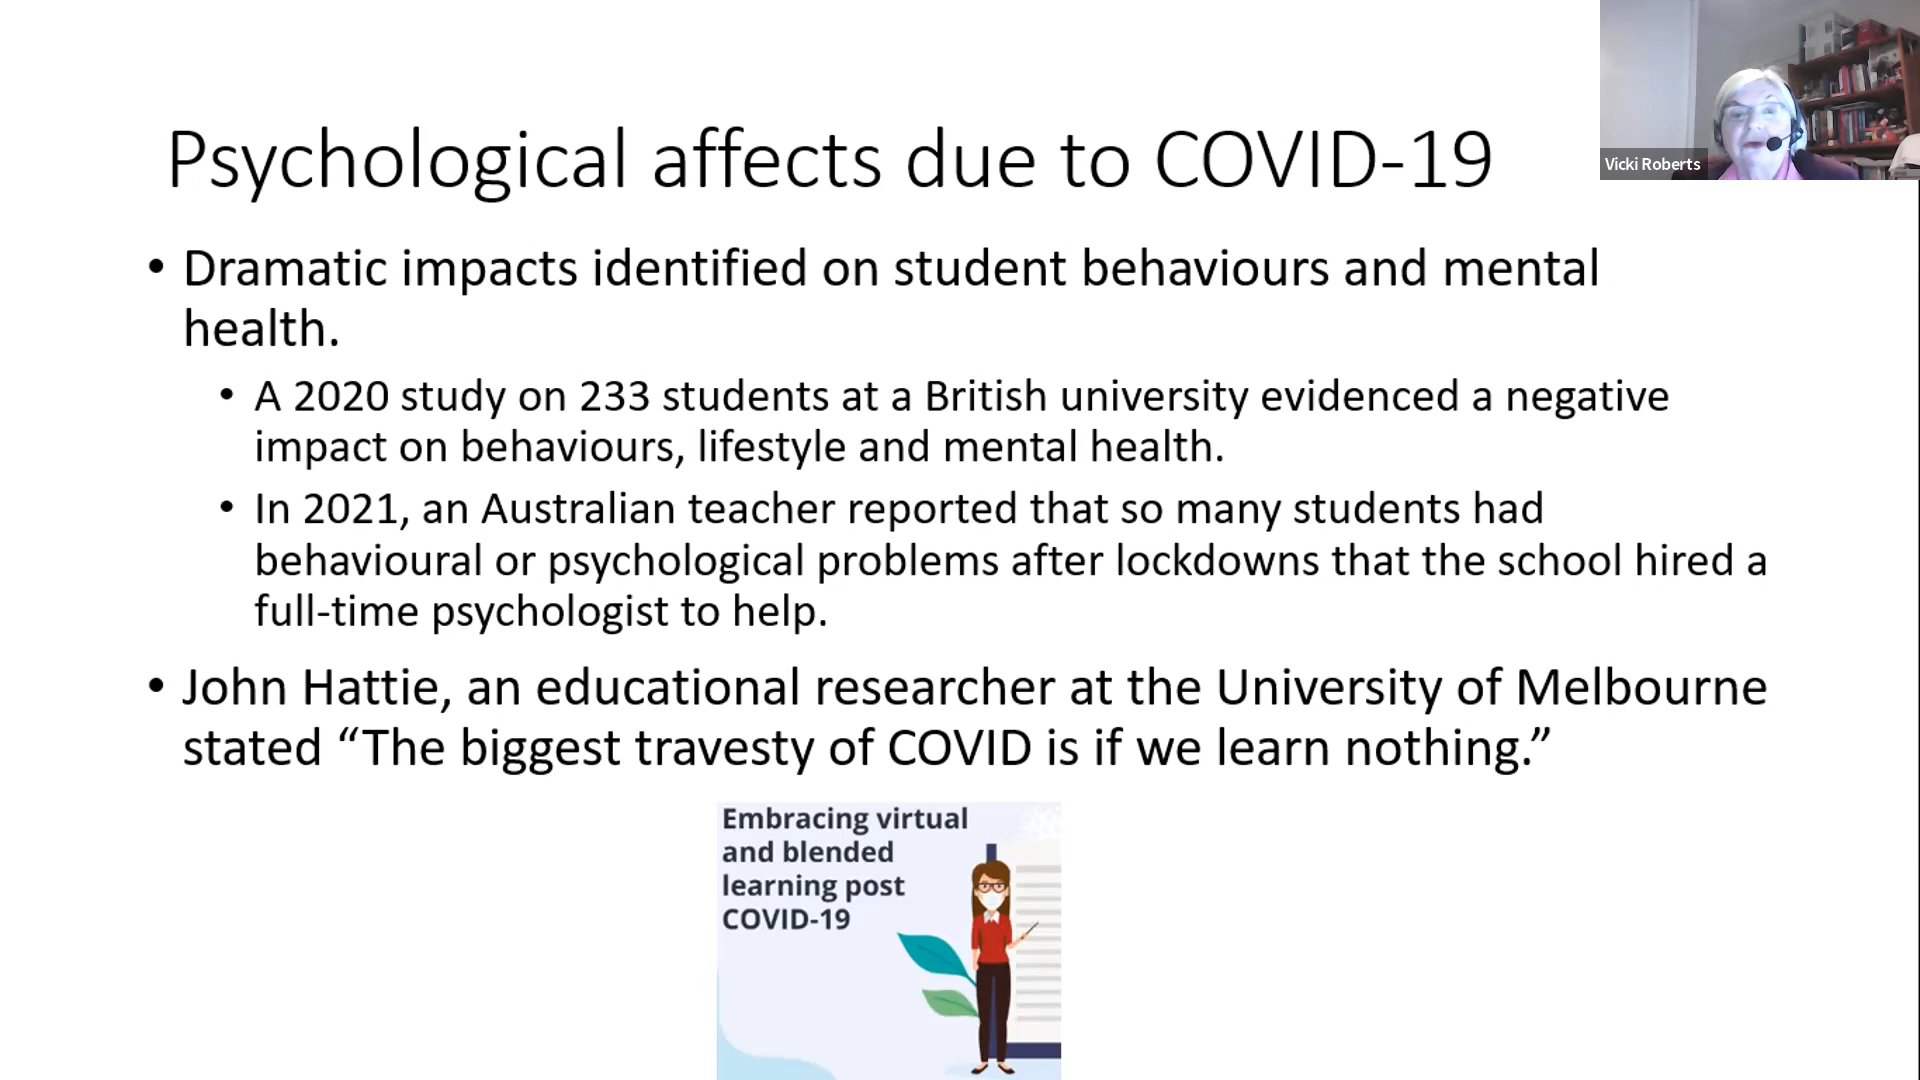 Psychological affects due to COVID-19
Vicki Roberts
• Dramatic impacts identified on student behaviours and mental
health.
• A 2020 study on 233 students at a British university evidenced a negative
impact on behaviours, lifestyle and mental health.
• In 2021, an Australian teacher reported that so many students had
behavioural or psychological problems after lockdowns that the school hired a
full-time psychologist to help.
• John Hattie, an educational researcher at the University of Melbourne
stated “The biggest travesty of COVID is if we learn nothing.”
Embracing virtual
and blended
learning post
COVID-19